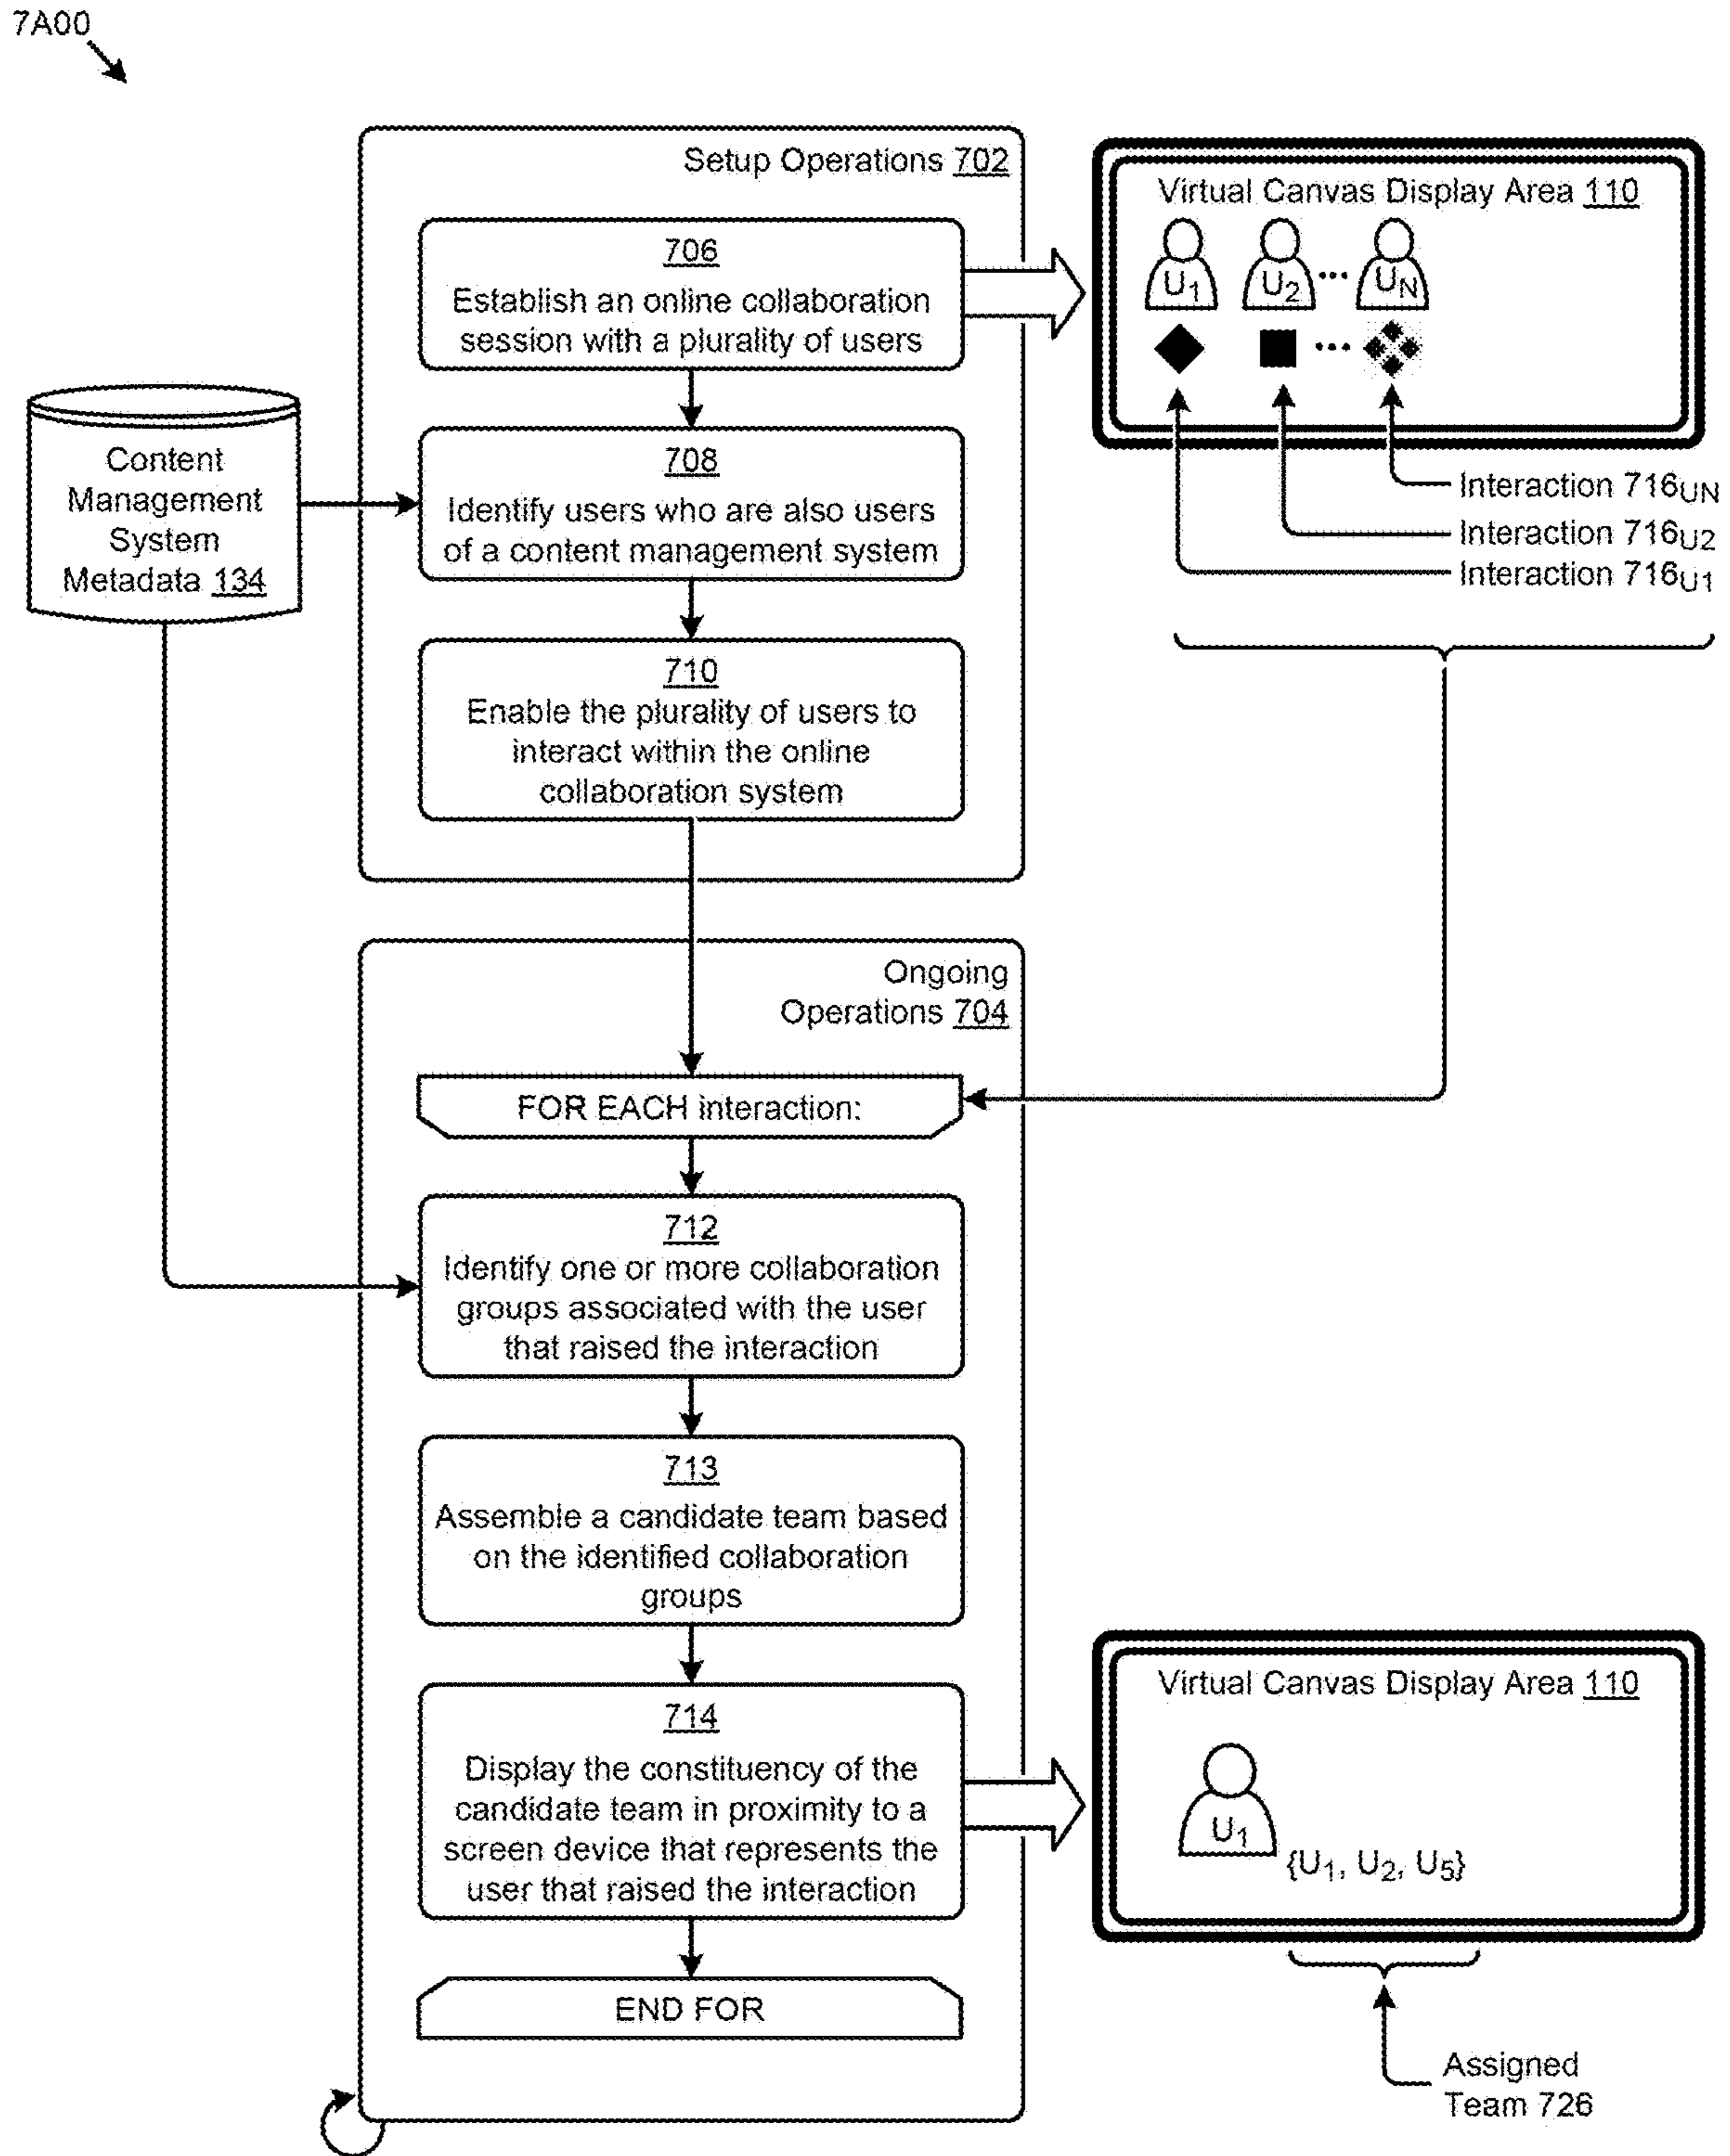 7A00
Setup Operations 702
706
Establish an online collaboration
session with a plurality of users
708
Identify users who are also users
of a content management system
710
Enable the plurality of users to
interact within the online
collaboration system
Content
Management
System
Metadata 134
Virtual Canvas Display Area 110
U1 U2 ... UN
...
Interaction 716UN
Interaction 716U2
Interaction 716U1
Ongoing
Operations 704
FOR EACH interaction:
712
Identify one or more collaboration
groups associated with the user
that raised the interaction
713
Assemble a candidate team based
on the identified collaboration
groups
714
Display the constituency of the
candidate team in proximity to a
screen device that represents the
user that raised the interaction
END FOR
Virtual Canvas Display Area 110
U1
{U1, U2, U5}
Assigned
Team 726